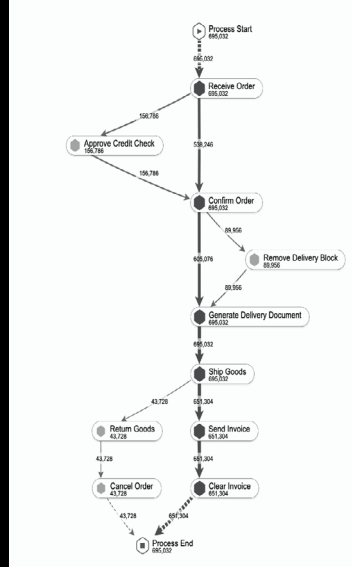 Process Start
695,032
695,032
Receive Order
695,032
156,786
538,246
Approve Credit Check
156,786
156,786
Confirm Order
695,032
89,956
605,076
Remove Delivery Block
89,956
89,956
Generate Delivery Document
695,032
695,032
Ship Goods
695,032
43,728
651,304
Return Goods
43,728
Send Invoice
651,304
43,728
651,304
Cancel Order
43,728
Clear Invoice
651,304
43,728
651,304
Process End
695,032